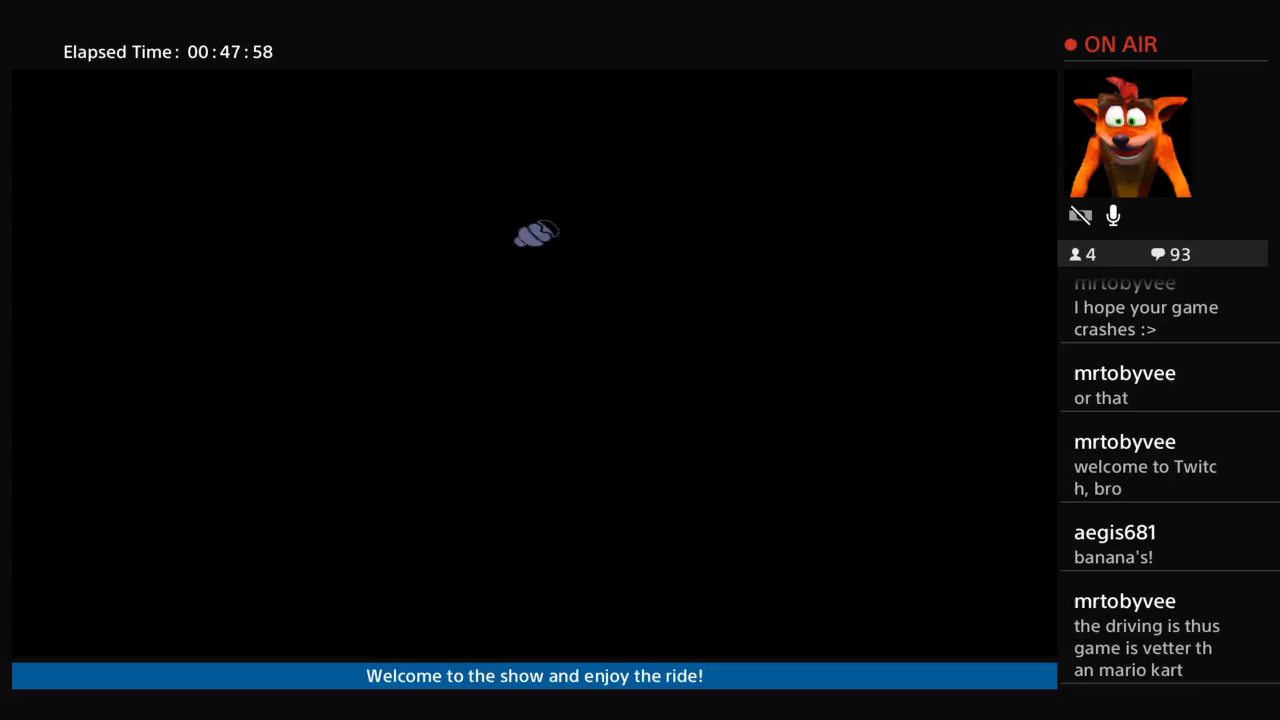 Elapsed Time: 00:47:58
ON AIR
4 93
mrtobyvee
I hope your game
crashes :>
mrtobyvee
or that
mrtobyvee
welcome to Twitc
h, bro
aegis681
banana's!
mrtobyvee
the driving is thus
game is vetter th
an mario kart
Welcome to the show and enjoy the ride!